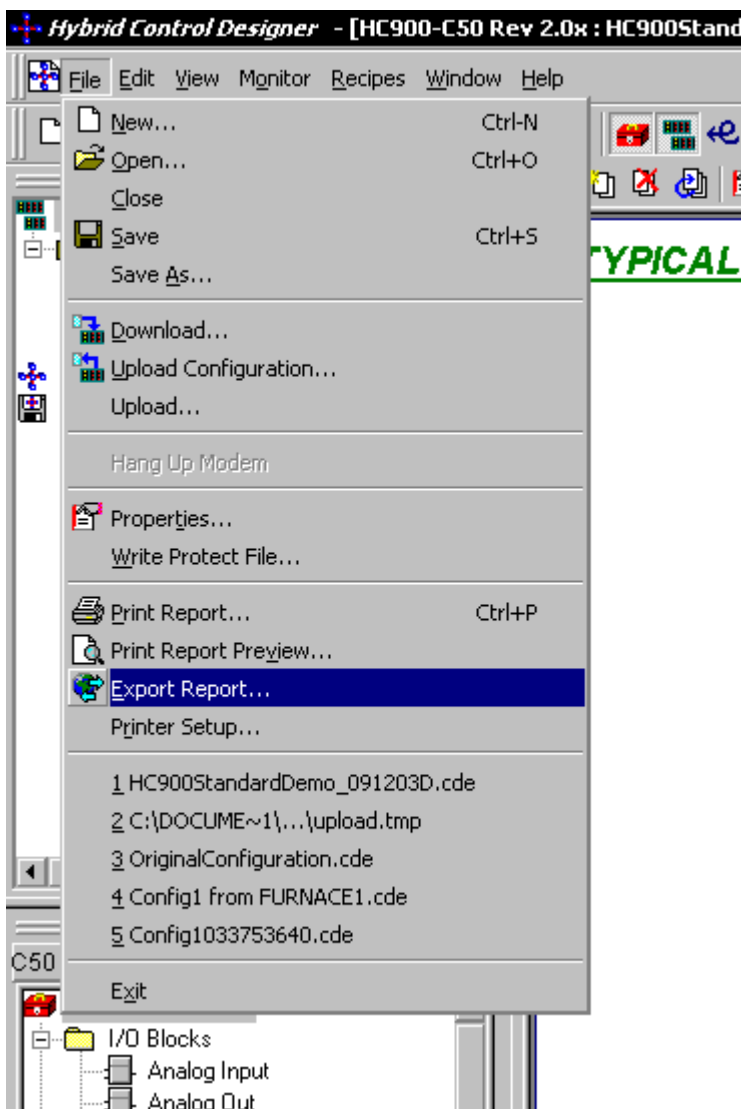 Hybrid Control Designer - [HC900-C50 Rev 2.0x : HC900Stand
File Edit View Monitor Recipes Window Help
New... Ctrl-N
Open... Ctrl+O
Close
Save Ctrl+S
Save As...
TYPICAL
Download...
Upload Configuration...
Upload...
Hang Up Modem
Properties...
Write Protect File...
Print Report... Ctrl+P
Print Report Preview...
Export Report...
Printer Setup...
1 HC900StandardDemo_091203D.cde
2 C:\DOCUME~1\...\upload.tmp
3 OriginalConfiguration.cde
4 Config1 from FURNACE1.cde
5 Config1033753640.cde
Exit
C50
I/O Blocks
Analog Input
Analog Out